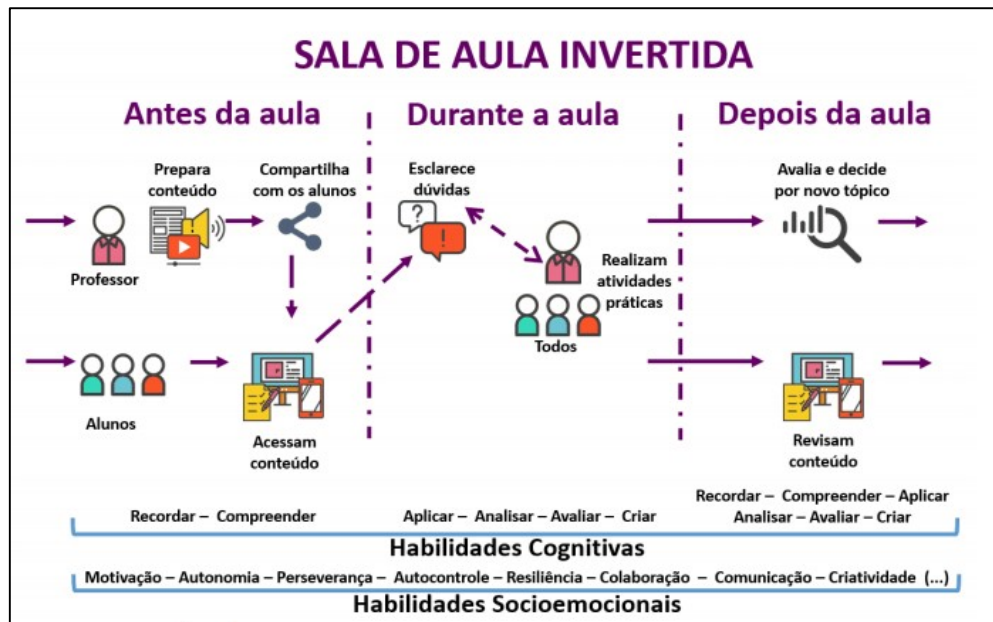 SALA DE AULA INVERTIDA
Antes da aula
Durante a aula
Depois da aula
Prepara
conteúdo
Compartilha
com os alunos
Esclarece
dúvidas
Avalia e decide
por novo tópico
Professor
Realizam
atividades
práticas
Todos
Alunos
Acessam
conteúdo
Revisam
conteúdo
Recordar – Compreender
Aplicar – Analisar – Avaliar – Criar
Recordar – Compreender – Aplicar
Analisar – Avaliar – Criar
Habilidades Cognitivas
Motivação – Autonomia – Perseverança – Autocontrole – Resiliência – Colaboração – Comunicação – Criatividade (...)
Habilidades Socioemocionais